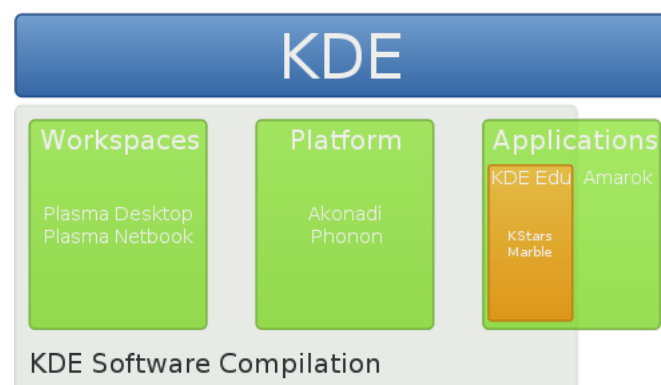 KDE
Workspaces
Plasma Desktop
Plasma Netbook
Platform
Akonadi
Phonon
Applications
KDE Edu
KStars
Marble
Amarok
KDE Software Compilation